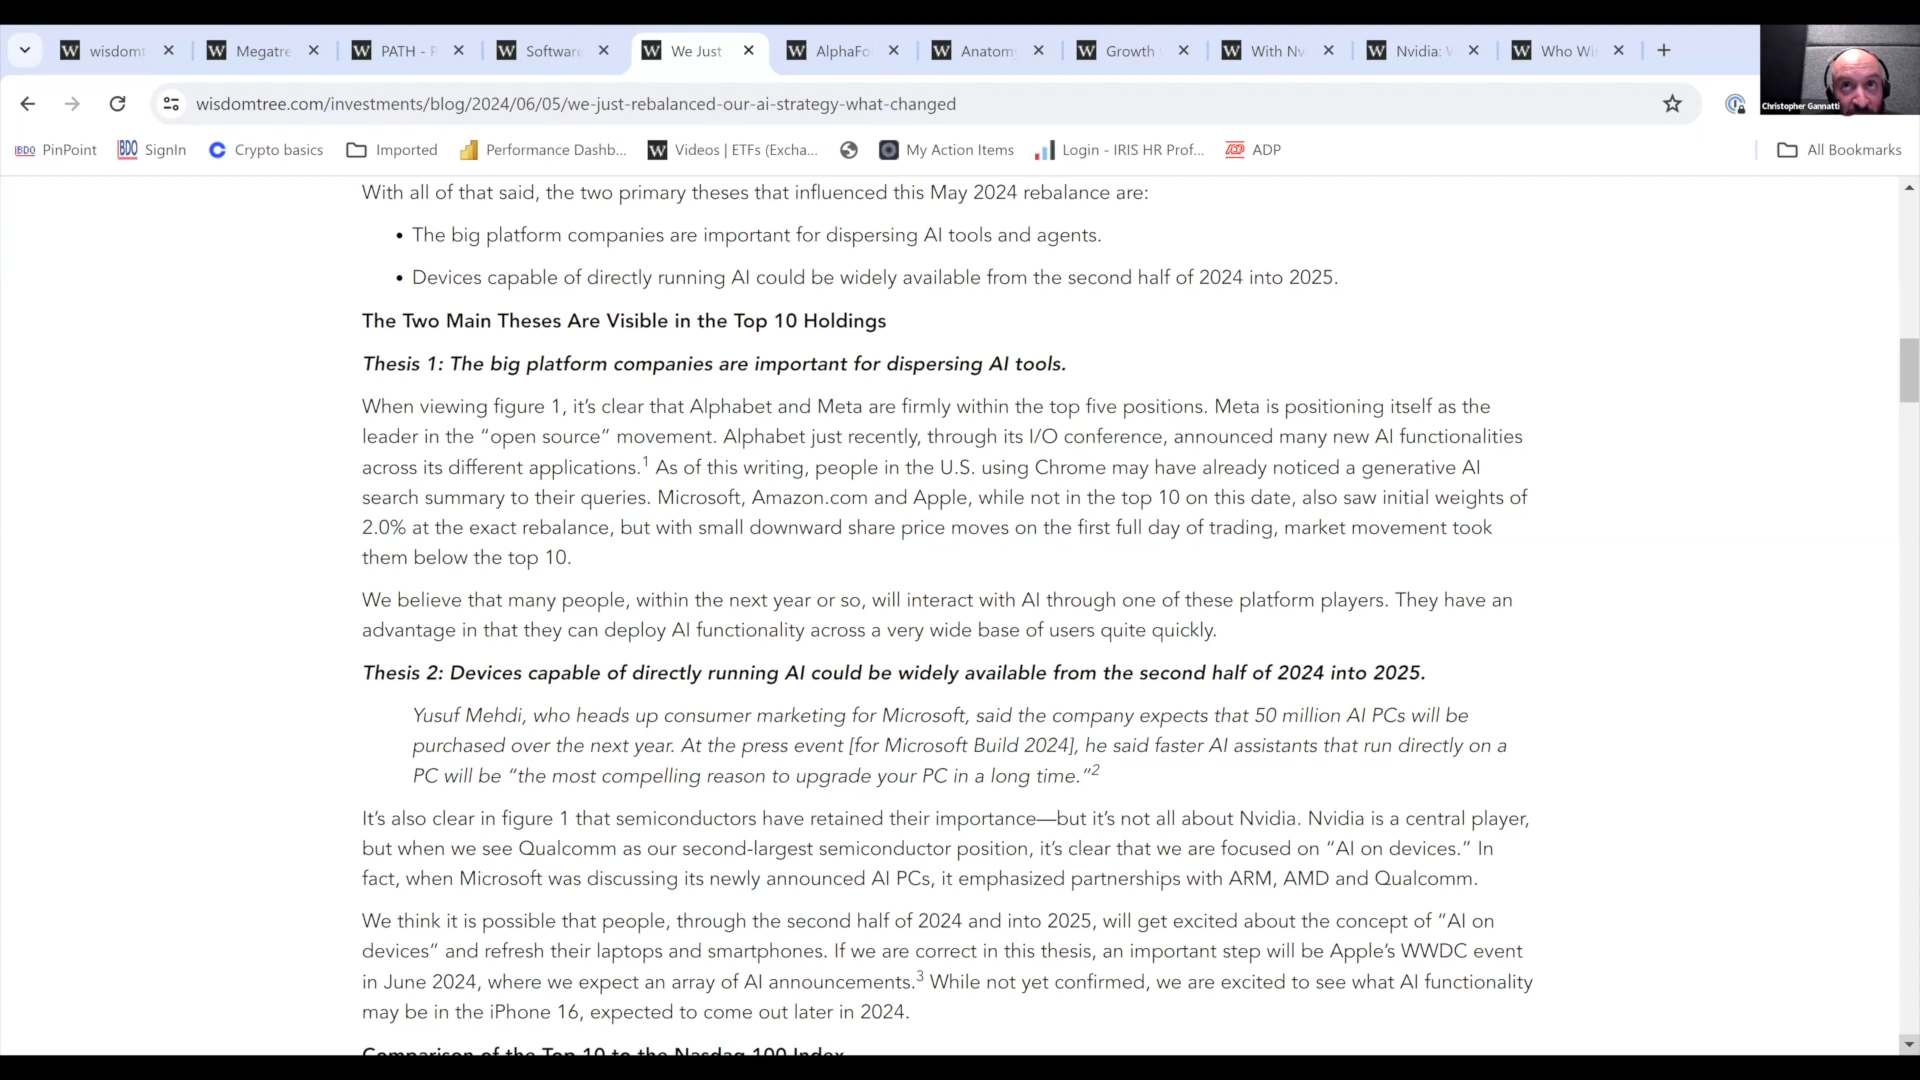 wisdomt
Megatre
PATH - P
Software
We Just
AlphaFo
Anatom
Growth
With Nv
Nvidia: W
Who Wi
wisdomtree.com/investments/blog/2024/06/05/we-just-rebalanced-our-ai-strategy-what-changed
Christopher Gannatti
BDO PinPoint
BDO SignIn
Crypto basics
Imported
Performance Dashb...
W Videos | ETFs (Excha...
My Action Items
Login - IRIS HR Prof...
ADP
All Bookmarks
With all of that said, the two primary theses that influenced this May 2024 rebalance are:
• The big platform companies are important for dispersing AI tools and agents.
• Devices capable of directly running AI could be widely available from the second half of 2024 into 2025.
The Two Main Theses Are Visible in the Top 10 Holdings
Thesis 1: The big platform companies are important for dispersing AI tools.
When viewing figure 1, it’s clear that Alphabet and Meta are firmly within the top five positions. Meta is positioning itself as the
leader in the “open source” movement. Alphabet just recently, through its I/O conference, announced many new AI functionalities
across its different applications.1 As of this writing, people in the U.S. using Chrome may have already noticed a generative AI
search summary to their queries. Microsoft, Amazon.com and Apple, while not in the top 10 on this date, also saw initial weights of
2.0% at the exact rebalance, but with small downward share price moves on the first full day of trading, market movement took
them below the top 10.
We believe that many people, within the next year or so, will interact with AI through one of these platform players. They have an
advantage in that they can deploy AI functionality across a very wide base of users quite quickly.
Thesis 2: Devices capable of directly running AI could be widely available from the second half of 2024 into 2025.
Yusuf Mehdi, who heads up consumer marketing for Microsoft, said the company expects that 50 million AI PCs will be
purchased over the next year. At the press event [for Microsoft Build 2024], he said faster AI assistants that run directly on a
PC will be “the most compelling reason to upgrade your PC in a long time.”2
It’s also clear in figure 1 that semiconductors have retained their importance—but it’s not all about Nvidia. Nvidia is a central player,
but when we see Qualcomm as our second-largest semiconductor position, it’s clear that we are focused on “AI on devices.” In
fact, when Microsoft was discussing its newly announced AI PCs, it emphasized partnerships with ARM, AMD and Qualcomm.
We think it is possible that people, through the second half of 2024 and into 2025, will get excited about the concept of “AI on
devices” and refresh their laptops and smartphones. If we are correct in this thesis, an important step will be Apple’s WWDC event
in June 2024, where we expect an array of AI announcements.3 While not yet confirmed, we are excited to see what AI functionality
may be in the iPhone 16, expected to come out later in 2024.
Comparison of the Top 10 to the Nasdaq 100 Index